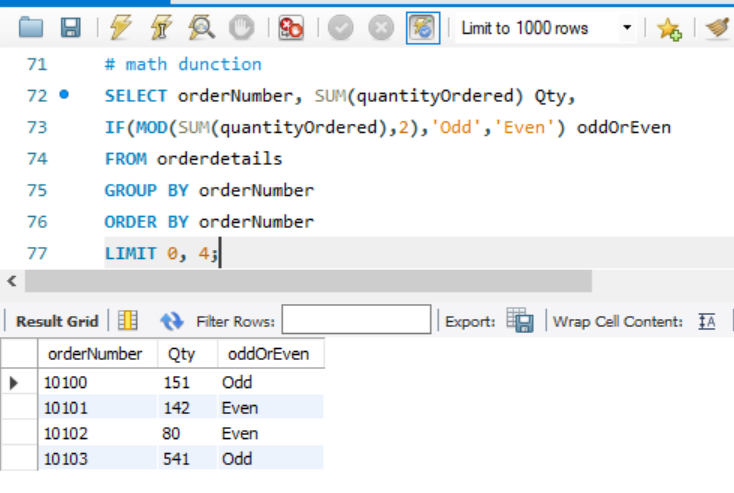 Limit to 1000 rows
71 # math dunction
72 SELECT orderNumber, SUM(quantityOrdered) Qty,
73 IF(MOD(SUM(quantityOrdered),2),'Odd','Even') oddOrEven
74 FROM orderdetails
75 GROUP BY orderNumber
76 ORDER BY orderNumber
77 LIMIT 0, 4;
Result Grid Filter Rows: Export: Wrap Cell Content: IA
orderNumber Qty oddOrEven
10100 151 Odd
10101 142 Even
10102 80 Even
10103 541 Odd